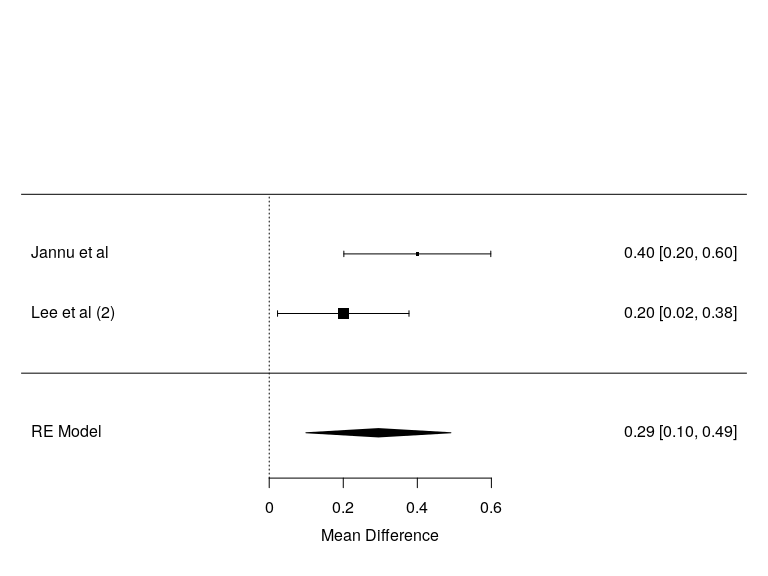 Jannu et al 0.40 [0.20, 0.60]
Lee et al (2) 0.20 [0.02, 0.38]
RE Model 0.29 [0.10, 0.49]
0 0.2 0.4 0.6
Mean Difference